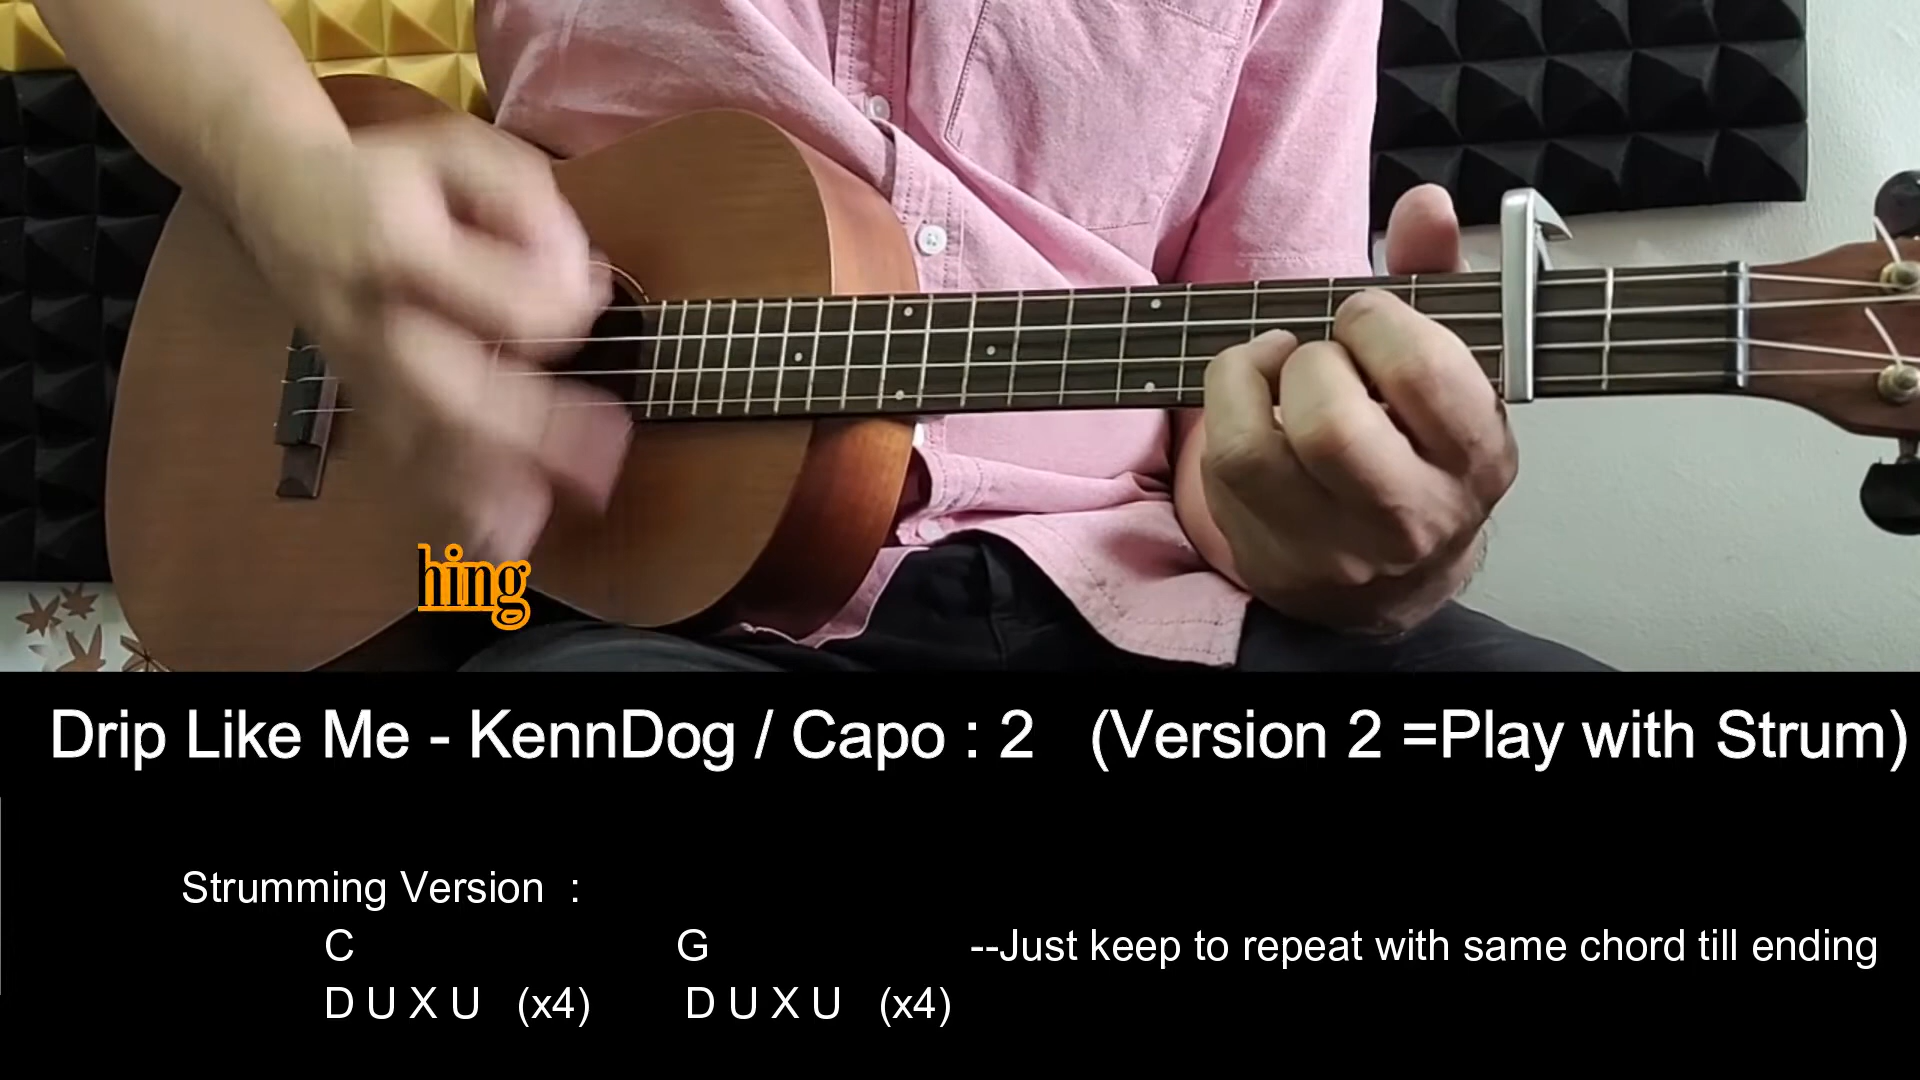 hing
Drip Like Me - KennDog / Capo : 2 (Version 2 =Play with Strum)
Strumming Version :
C G --Just keep to repeat with same chord till ending
D U X U (x4) D U X U (x4)